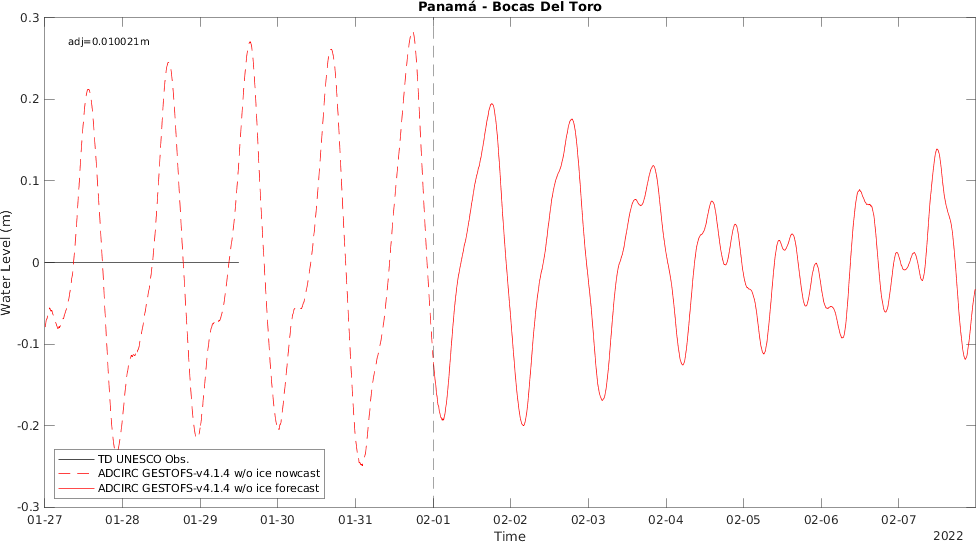 Panamá - Bocas Del Toro
adj=0.010021m
Water Level (m)
0.3
0.2
0.1
0
-0.1
-0.2
-0.3
TD UNESCO Obs.
ADCIRC GESTOFS-v4.1.4 w/o ice nowcast
ADCIRC GESTOFS-v4.1.4 w/o ice forecast
01-27 01-28 01-29 01-30 01-31 02-01 02-02 02-03 02-04 02-05 02-06 02-07
Time
2022